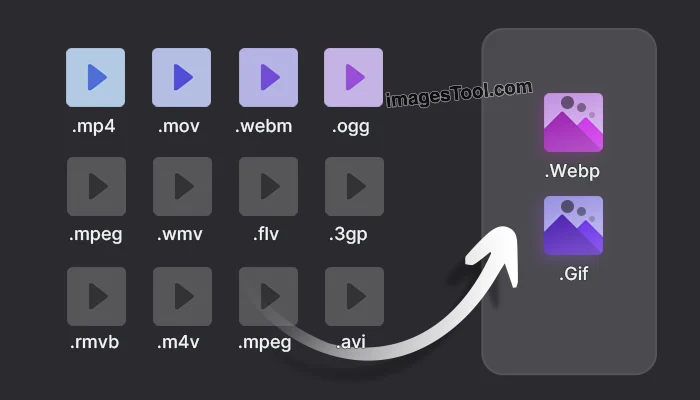 .mp4 .mov .webm .ogg
imagesTool.com
.Webp
.mpeg .wmv .flv .3gp
.Gif
.rmvb .m4v .mpeg .avi